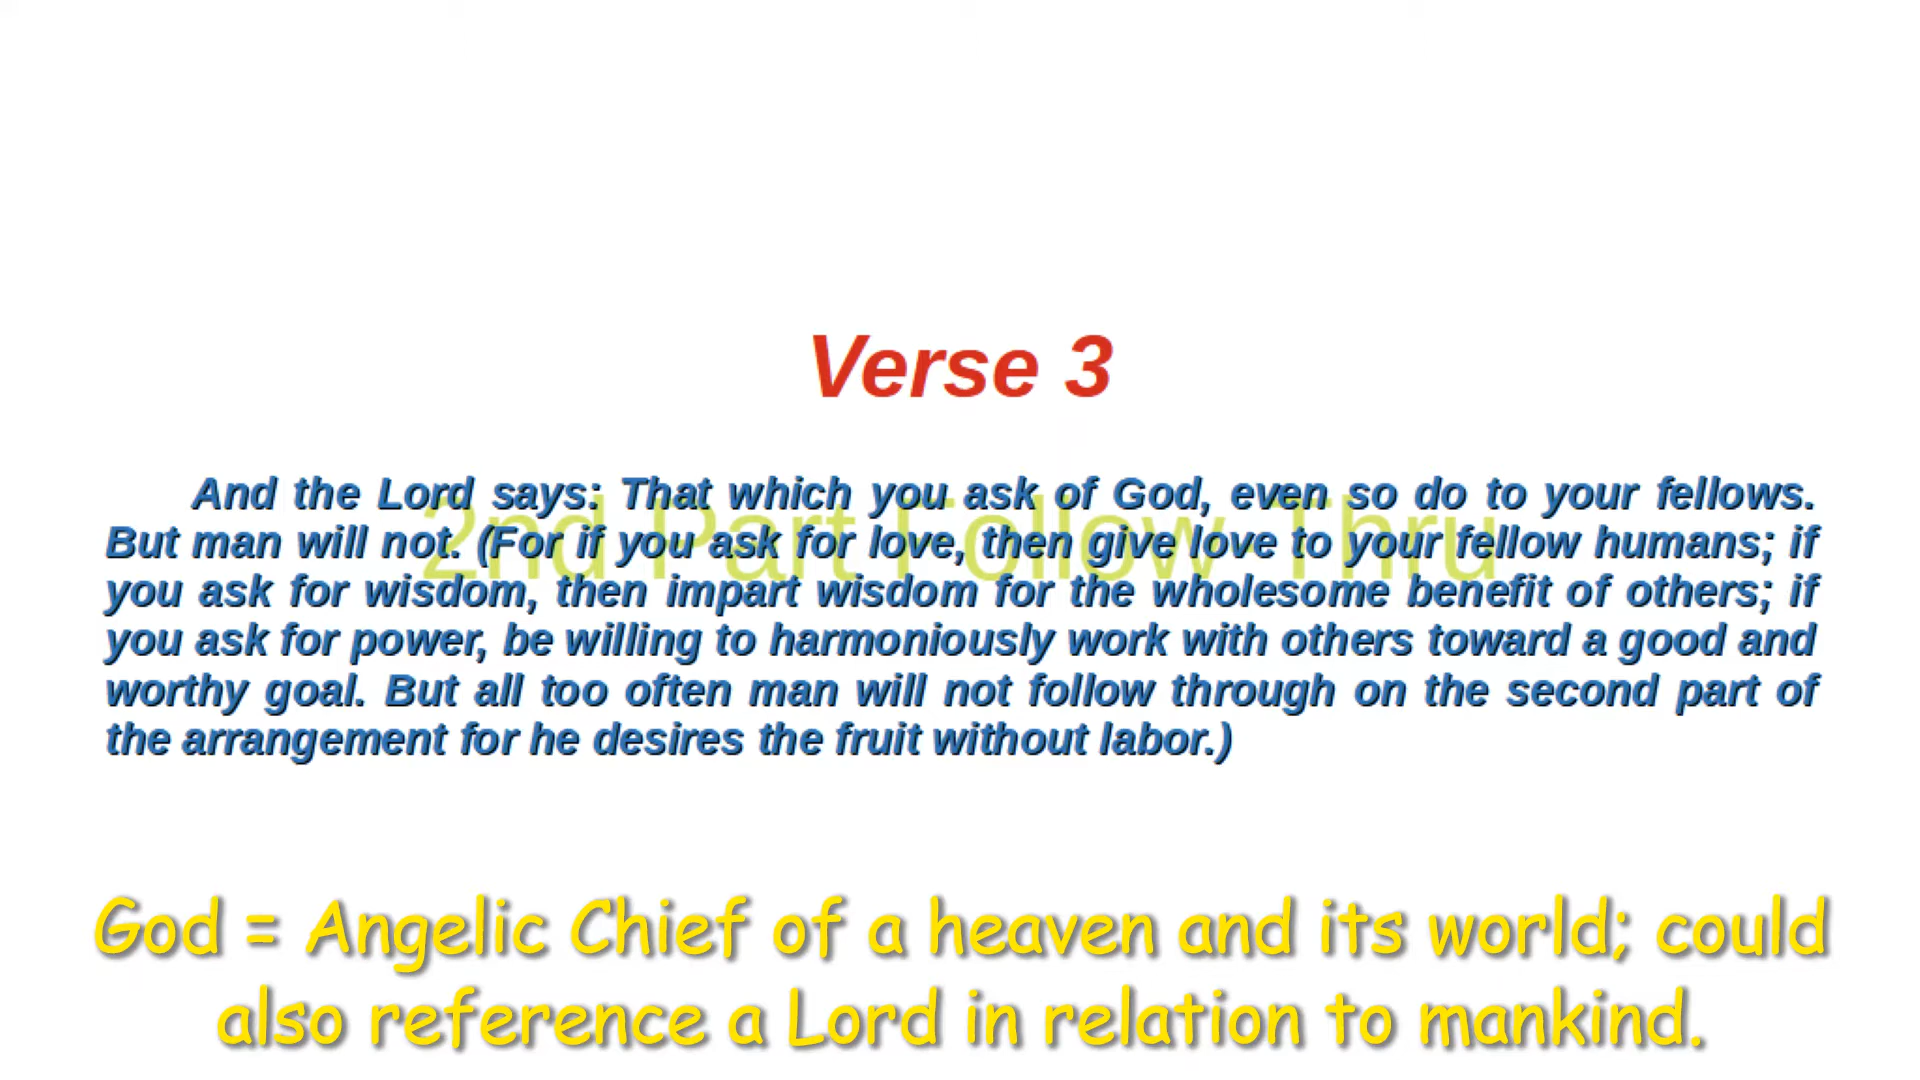 Verse 3
2nd Part Follow-Thru
And the Lord says: That which you ask of God, even so do to your fellows.
But man will not. (For if you ask for love, then give love to your fellow humans; if
you ask for wisdom, then impart wisdom for the wholesome benefit of others; if
you ask for power, be willing to harmoniously work with others toward a good and
worthy goal. But all too often man will not follow through on the second part of
the arrangement for he desires the fruit without labor.)
God = Angelic Chief of a heaven and its world; could
also reference a Lord in relation to mankind.